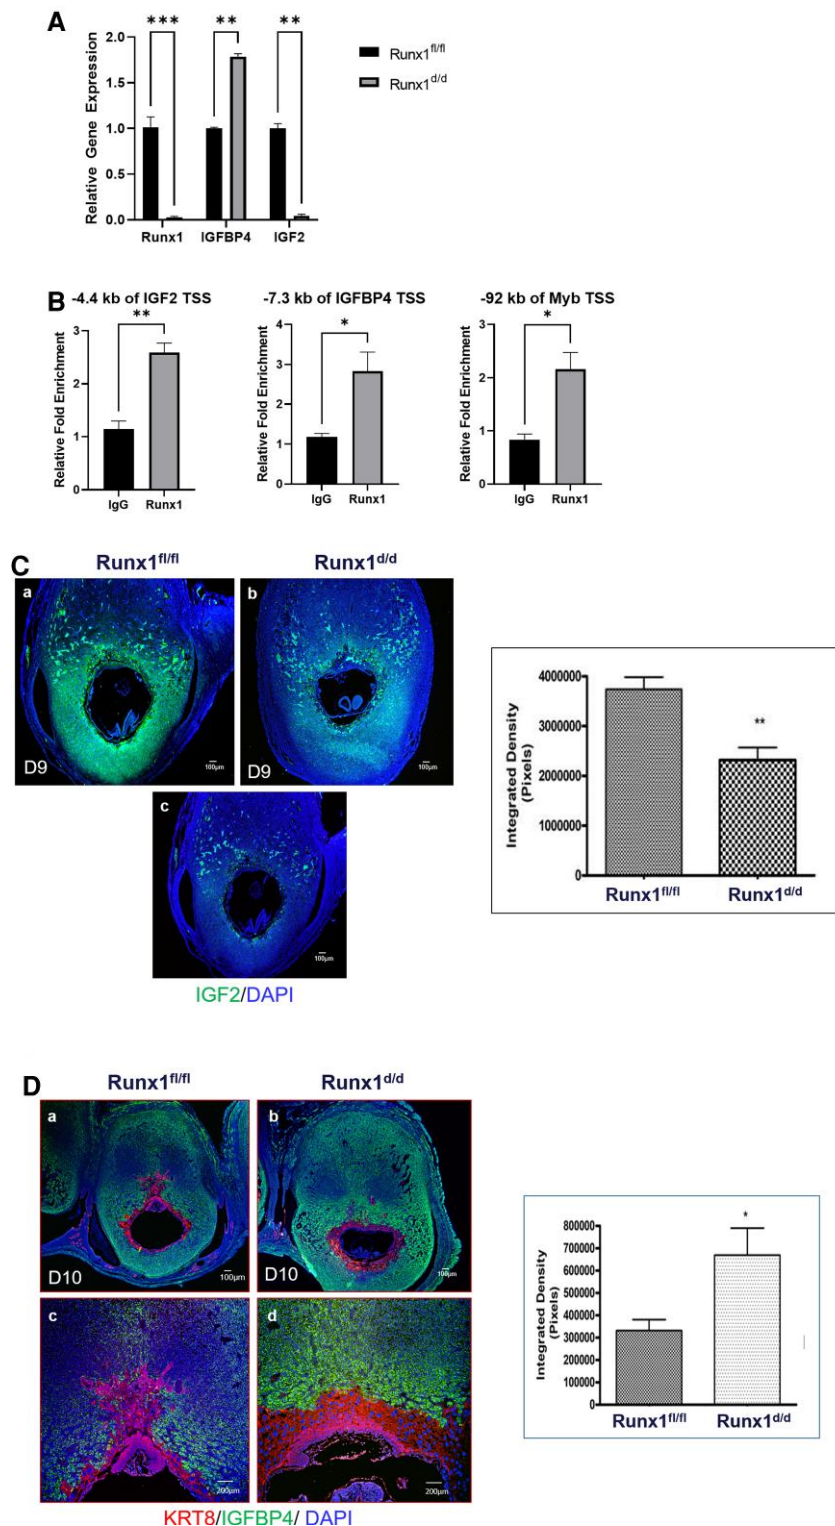 A
*** ** **
Relative Gene Expression
2.0
1.5
1.0
0.5
0.0
Runx1 IGFBP4 IGF2
Runx1fl/fl
Runx1d/d
B
-4.4 kb of IGF2 TSS
**
Relative Fold Enrichment
3
2
1
0
IgG Runx1
-7.3 kb of IGFBP4 TSS
*
Relative Fold Enrichment
4
3
2
1
0
IgG Runx1
-92 kb of Myb TSS
*
Relative Fold Enrichment
3
2
1
0
IgG Runx1
C
Runx1fl/fl Runx1d/d
a
D9
100μm
b
D9
100μm
c
100μm
IGF2/DAPI
Integrated Density
(Pixels)
4000000
3000000
2000000
1000000
0
**
Runx1fl/fl Runx1d/d
D
Runx1fl/fl Runx1d/d
a
D10
100μm
b
D10
100μm
c
200μm
d
200μm
KRT8/IGFBP4/ DAPI
Integrated Density
(Pixels)
800000
700000
600000
500000
400000
300000
200000
100000
0
*
Runx1fl/fl Runx1d/d